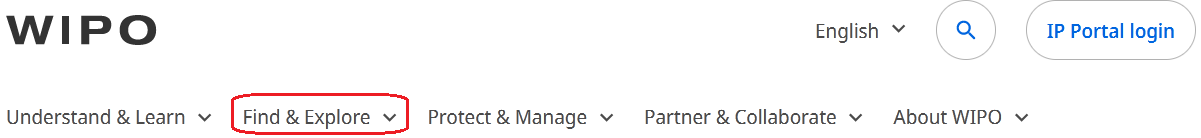 WIPO English IP Portal login
Understand & Learn Find & Explore Protect & Manage Partner & Collaborate About WIPO